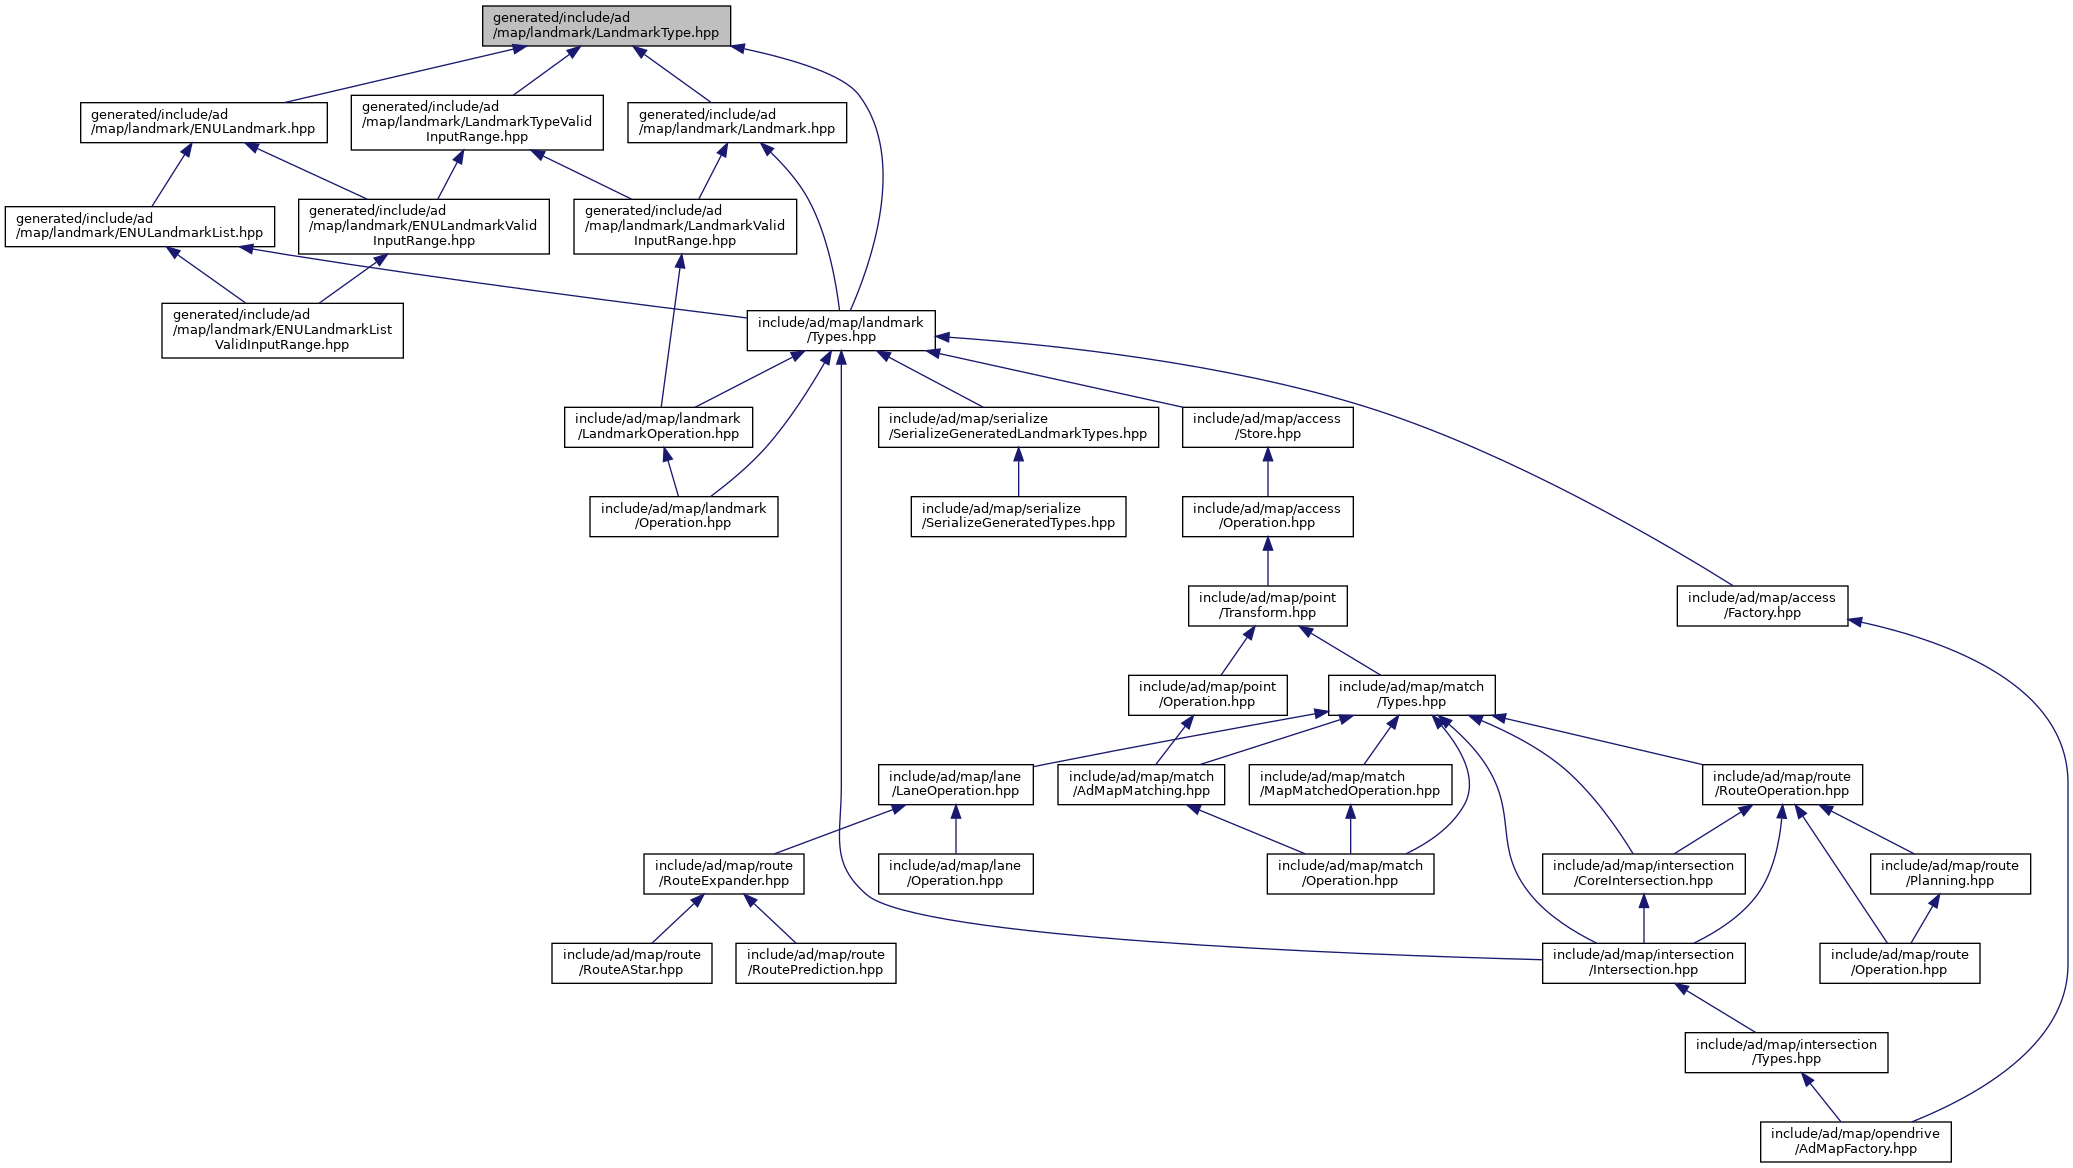 generated/include/ad
/map/landmark/LandmarkType.hpp
generated/include/ad
/map/landmark/ENULandmark.hpp
generated/include/ad
/map/landmark/LandmarkTypeValid
InputRange.hpp
generated/include/ad
/map/landmark/Landmark.hpp
generated/include/ad
/map/landmark/ENULandmarkList.hpp
generated/include/ad
/map/landmark/ENULandmarkValid
InputRange.hpp
generated/include/ad
/map/landmark/LandmarkValid
InputRange.hpp
generated/include/ad
/map/landmark/ENULandmarkList
ValidInputRange.hpp
include/ad/map/landmark
/Types.hpp
include/ad/map/landmark
/LandmarkOperation.hpp
include/ad/map/serialize
/SerializeGeneratedLandmarkTypes.hpp
include/ad/map/access
/Store.hpp
include/ad/map/landmark
/Operation.hpp
include/ad/map/serialize
/SerializeGeneratedTypes.hpp
include/ad/map/access
/Operation.hpp
include/ad/map/point
/Transform.hpp
include/ad/map/access
/Factory.hpp
include/ad/map/point
/Operation.hpp
include/ad/map/match
/Types.hpp
include/ad/map/lane
/LaneOperation.hpp
include/ad/map/match
/AdMapMatching.hpp
include/ad/map/match
/MapMatchedOperation.hpp
include/ad/map/route
/RouteOperation.hpp
include/ad/map/route
/RouteExpander.hpp
include/ad/map/lane
/Operation.hpp
include/ad/map/match
/Operation.hpp
include/ad/map/intersection
/CoreIntersection.hpp
include/ad/map/route
/Planning.hpp
include/ad/map/route
/RouteAStar.hpp
include/ad/map/route
/RoutePrediction.hpp
include/ad/map/intersection
/Intersection.hpp
include/ad/map/route
/Operation.hpp
include/ad/map/intersection
/Types.hpp
include/ad/map/opendrive
/AdMapFactory.hpp